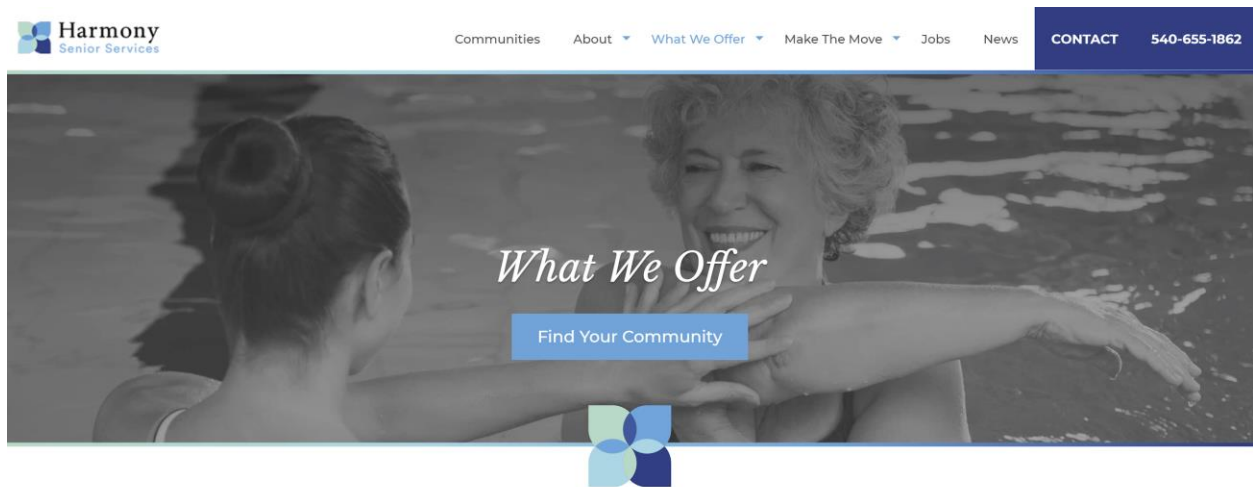 Harmony
Senior Services
Communities About What We Offer Make The Move Jobs News CONTACT 540-655-1862
What We Offer
Find Your Community